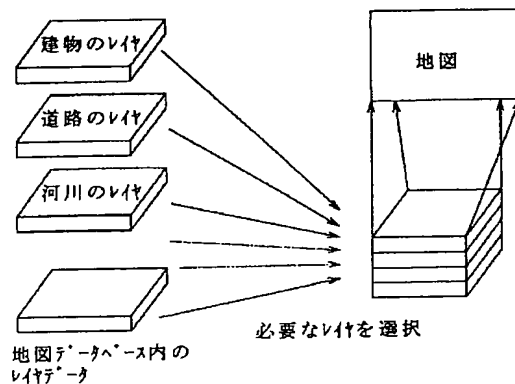 建物のﾚｲﾔ
道路のﾚｲﾔ
河川のﾚｲﾔ
地図
必要なﾚｲﾔを選択
地図ﾃﾞｰﾀﾍﾞｰｽ内の
ﾚｲﾔﾃﾞｰﾀ